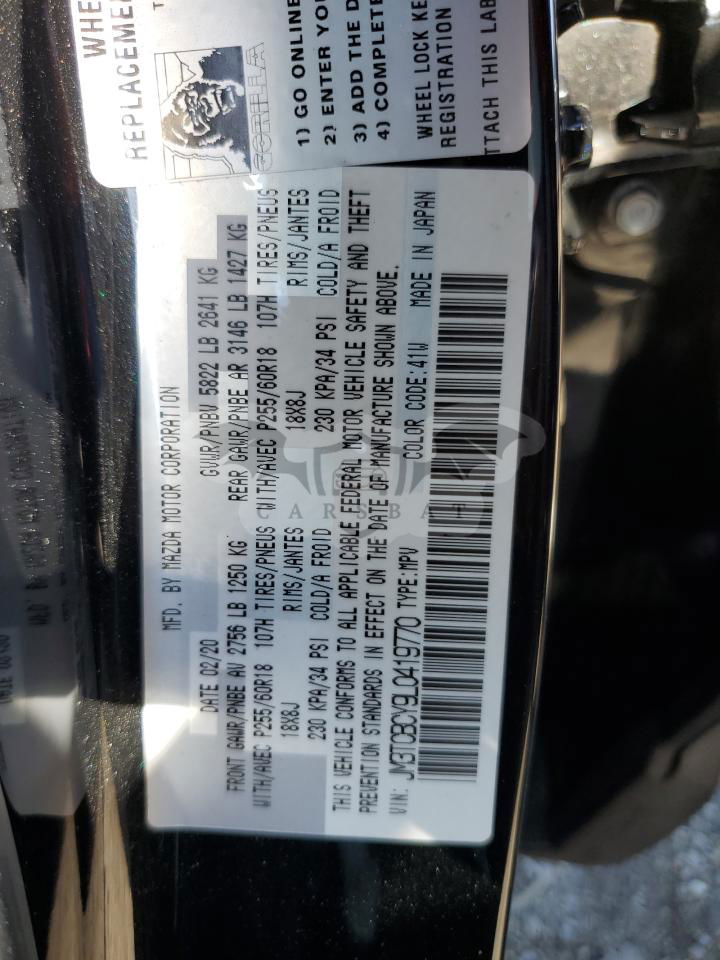 WHE
REPLACEME
T
GORILLA
1) GO ONLINE
2) ENTER YO
3) ADD THE D
4) COMPLETE
WHEEL LOCK KE
REGISTRATION
TTACH THIS LAB
MFD. BY MAZDA MOTOR CORPORATION
DATE 02/20 GVWR/PNBV 5822 LB 2641 KG
FRONT GAWR/PNBE AV 2756 LB 1250 KG REAR GAWR/PNBE AR 3146 LB 1427 KG
WITH/AVEC P255/60R18 107H TIRES/PNEUS WITH/AVEC P255/60R18 107H TIRES/PNEUS
18X8J RIMS/JANTES 18X8J RIMS/JANTES
230 KPA/34 PSI COLD/A FROID 230 KPA/34 PSI COLD/A FROID
THIS VEHICLE CONFORMS TO ALL APPLICABLE FEDERAL MOTOR VEHICLE SAFETY AND THEFT
PREVENTION STANDARDS IN EFFECT ON THE DATE OF MANUFACTURE SHOWN ABOVE.
VIN: JM3TCBCY9L0419770 TYPE:MPV COLOR CODE:41W MADE IN JAPAN
CARSBAT